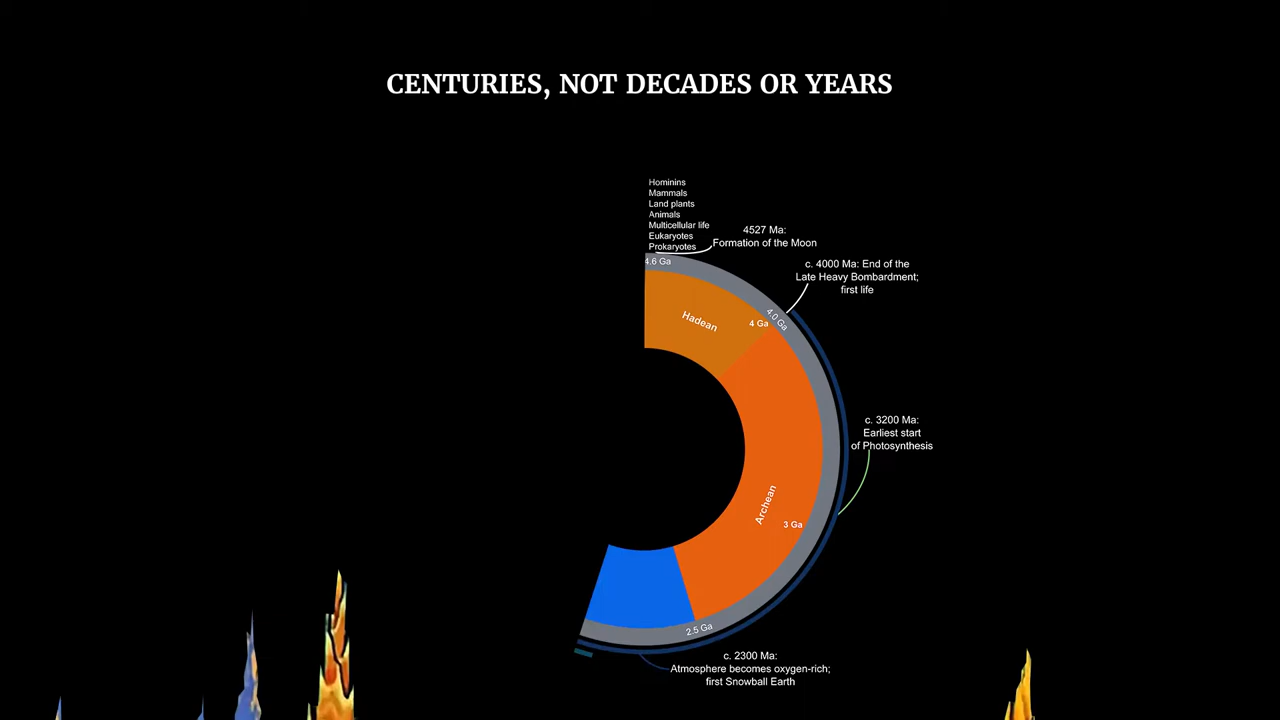 CENTURIES, NOT DECADES OR YEARS
Hominins
Mammals
Land plants
Animals
Multicellular life
Eukaryotes
Prokaryotes
4527 Ma:
Formation of the Moon
4.6 Ga
c. 4000 Ma: End of the
Late Heavy Bombardment;
first life
Hadean
4 Ga
4.0 Ga
c. 3200 Ma:
Earliest start
of Photosynthesis
Archean
3 Ga
2.5 Ga
c. 2300 Ma:
Atmosphere becomes oxygen-rich;
first Snowball Earth